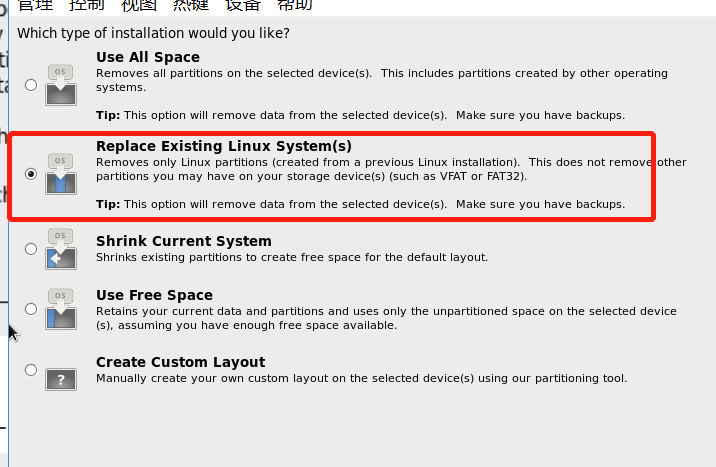 管理 控制 视图 热键 设备 帮助
Which type of installation would you like?
Use All Space
Removes all partitions on the selected device(s). This includes partitions created by other operating
systems.
Tip: This option will remove data from the selected device(s). Make sure you have backups.
Replace Existing Linux System(s)
Removes only Linux partitions (created from a previous Linux installation). This does not remove other
partitions you may have on your storage device(s) (such as VFAT or FAT32).
Tip: This option will remove data from the selected device(s). Make sure you have backups.
Shrink Current System
Shrinks existing partitions to create free space for the default layout.
Use Free Space
Retains your current data and partitions and uses only the unpartitioned space on the selected device
(s), assuming you have enough free space available.
Create Custom Layout
Manually create your own custom layout on the selected device(s) using our partitioning tool.
OS
OS
OS
OS
?